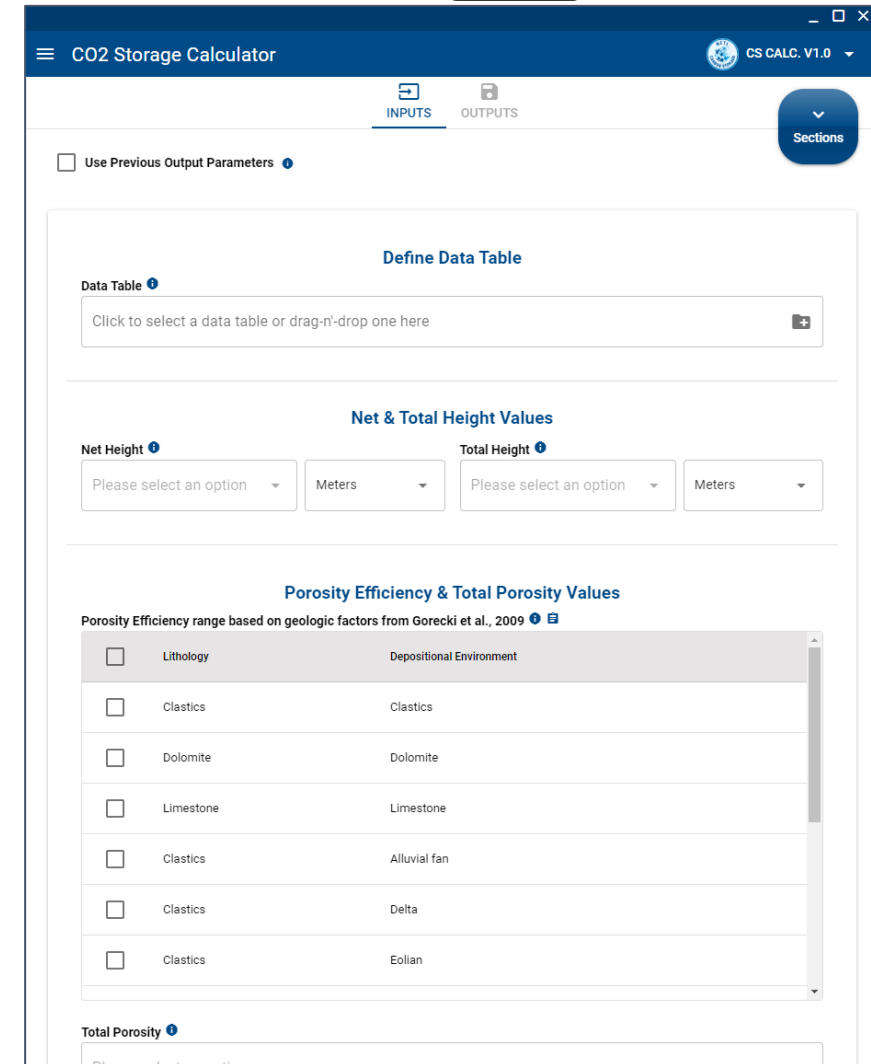 CO2 Storage Calculator
CS CALC. V1.0
INPUTS OUTPUTS
Sections
Use Previous Output Parameters
Define Data Table
Data Table
Click to select a data table or drag-n'-drop one here
Net & Total Height Values
Net Height Total Height
Please select an option Meters Please select an option Meters
Porosity Efficiency & Total Porosity Values
Porosity Efficiency range based on geologic factors from Gorecki et al., 2009
Lithology Depositional Environment
Clastics Clastics
Dolomite Dolomite
Limestone Limestone
Clastics Alluvial fan
Clastics Delta
Clastics Eolian
Total Porosity